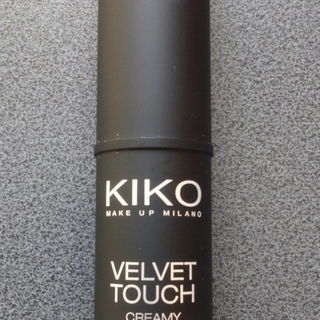 KIKO
MAKE UP MILANO
VELVET
TOUCH
CREAMY